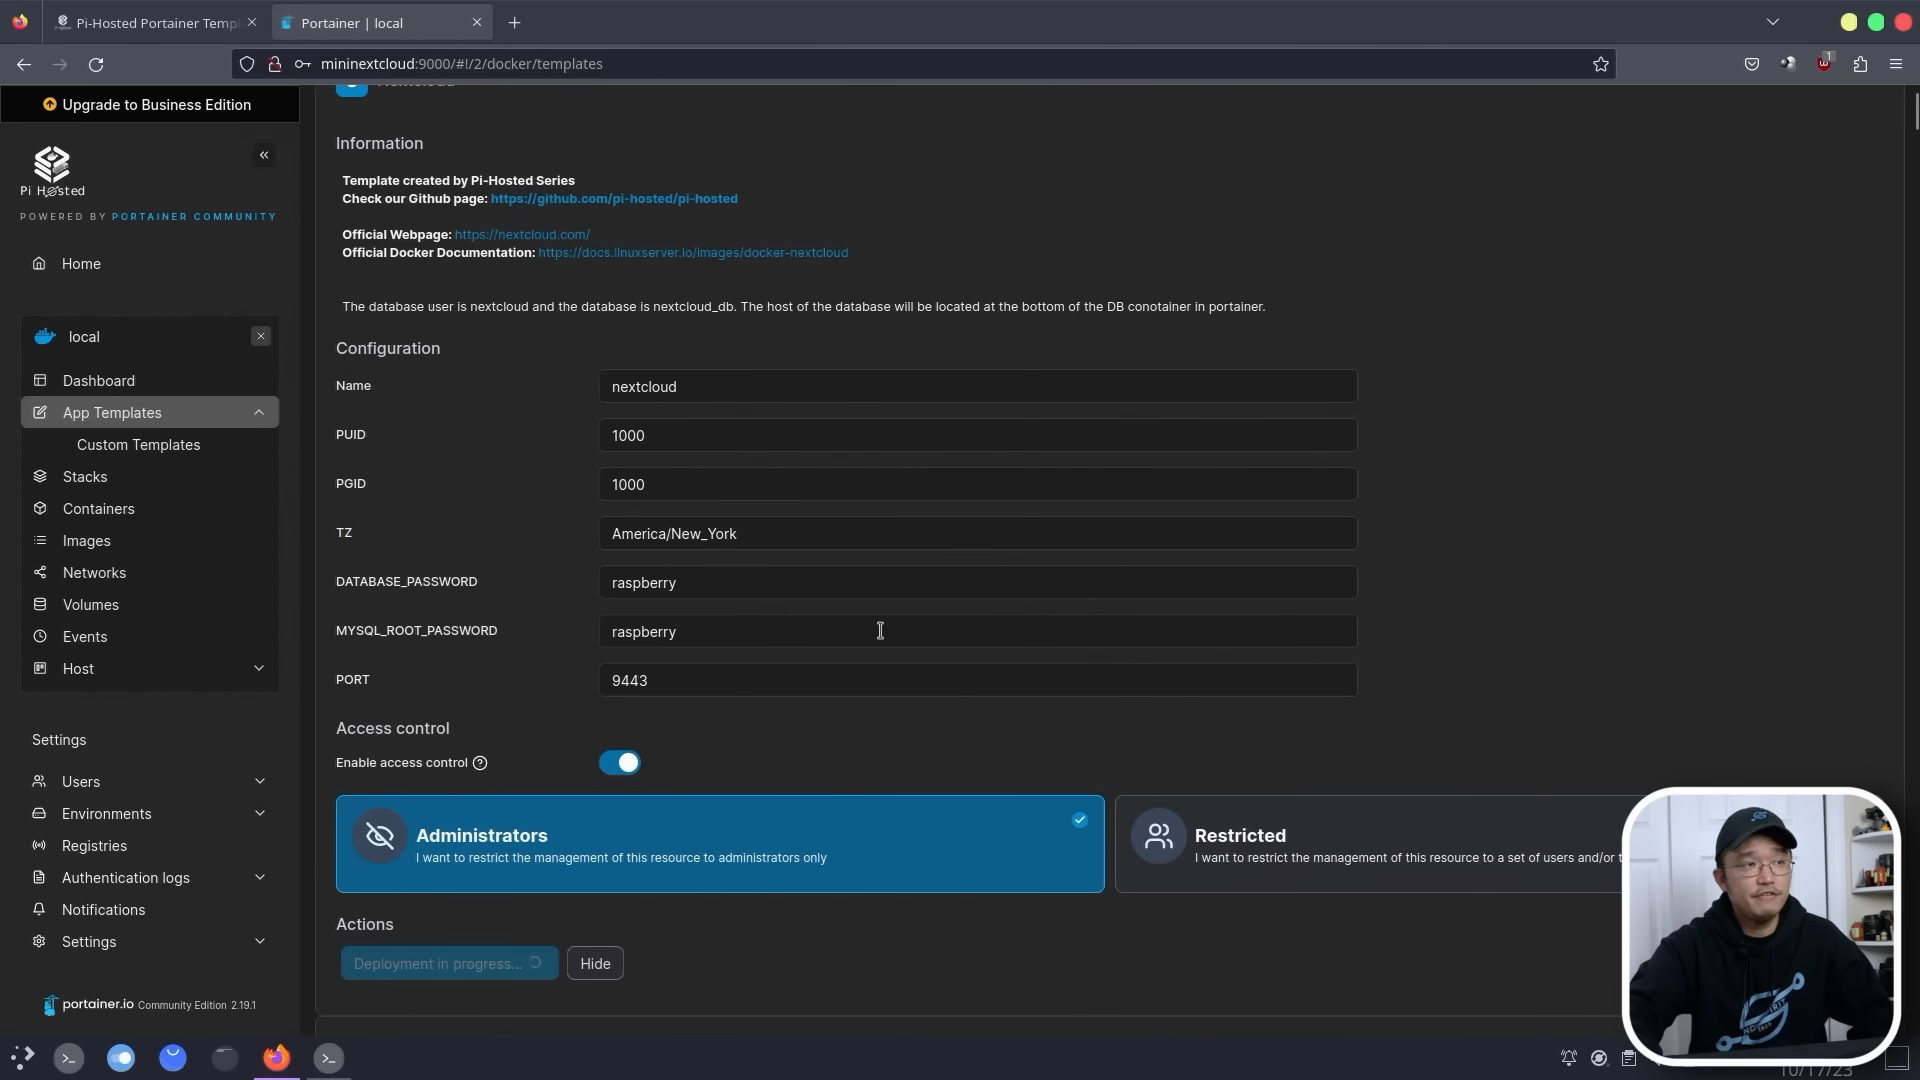 Pi-Hosted Portainer Templ
Portainer | local
mininextcloud:9000/#!/2/docker/templates
1
Upgrade to Business Edition
Pi Hosted
POWERED BY PORTAINER COMMUNITY
Home
local
Dashboard
App Templates
Custom Templates
Stacks
Containers
Images
Networks
Volumes
Events
Host
Settings
Users
Environments
Registries
Authentication logs
Notifications
Settings
portainer.io Community Edition 2.19.1
Information
Template created by Pi-Hosted Series
Check our Github page: https://github.com/pi-hosted/pi-hosted
Official Webpage: https://nextcloud.com/
Official Docker Documentation: https://docs.linuxserver.io/images/docker-nextcloud
The database user is nextcloud and the database is nextcloud_db. The host of the database will be located at the bottom of the DB conotainer in portainer.
Configuration
Name nextcloud
PUID 1000
PGID 1000
TZ America/New_York
DATABASE_PASSWORD raspberry
MYSQL_ROOT_PASSWORD raspberry
PORT 9443
Access control
Enable access control
Administrators
I want to restrict the management of this resource to administrators only
Restricted
I want to restrict the management of this resource to a set of users and/or t
Actions
Deployment in progress...
Hide
10/17/23